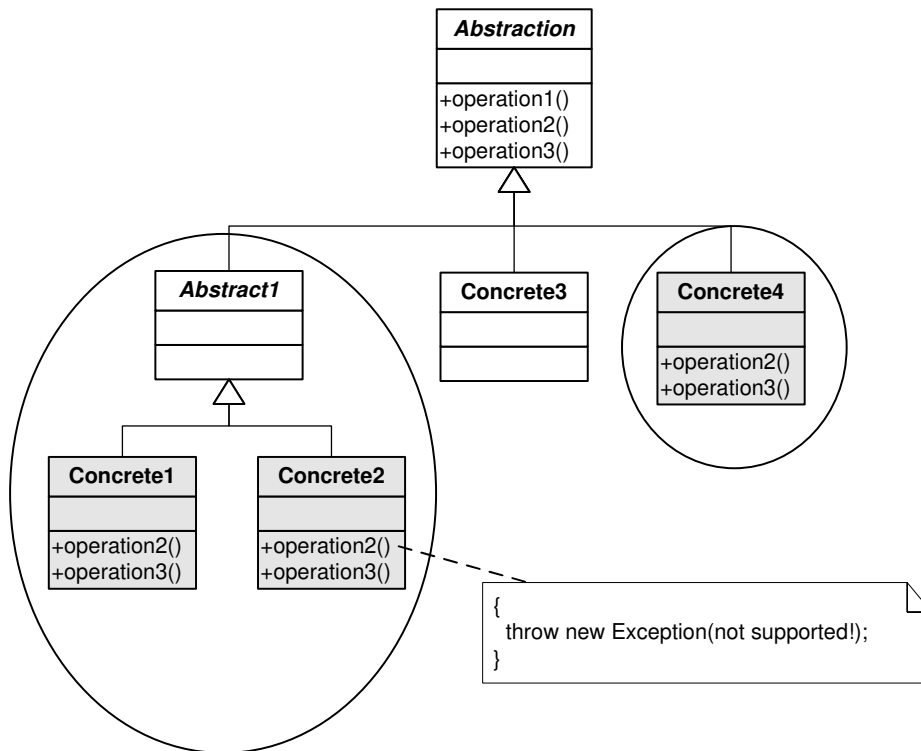 Abstraction
+operation1()
+operation2()
+operation3()
Abstract1
Concrete3
Concrete4
+operation2()
+operation3()
Concrete1
+operation2()
+operation3()
Concrete2
+operation2()
+operation3()
{
throw new Exception(not supported!);
}